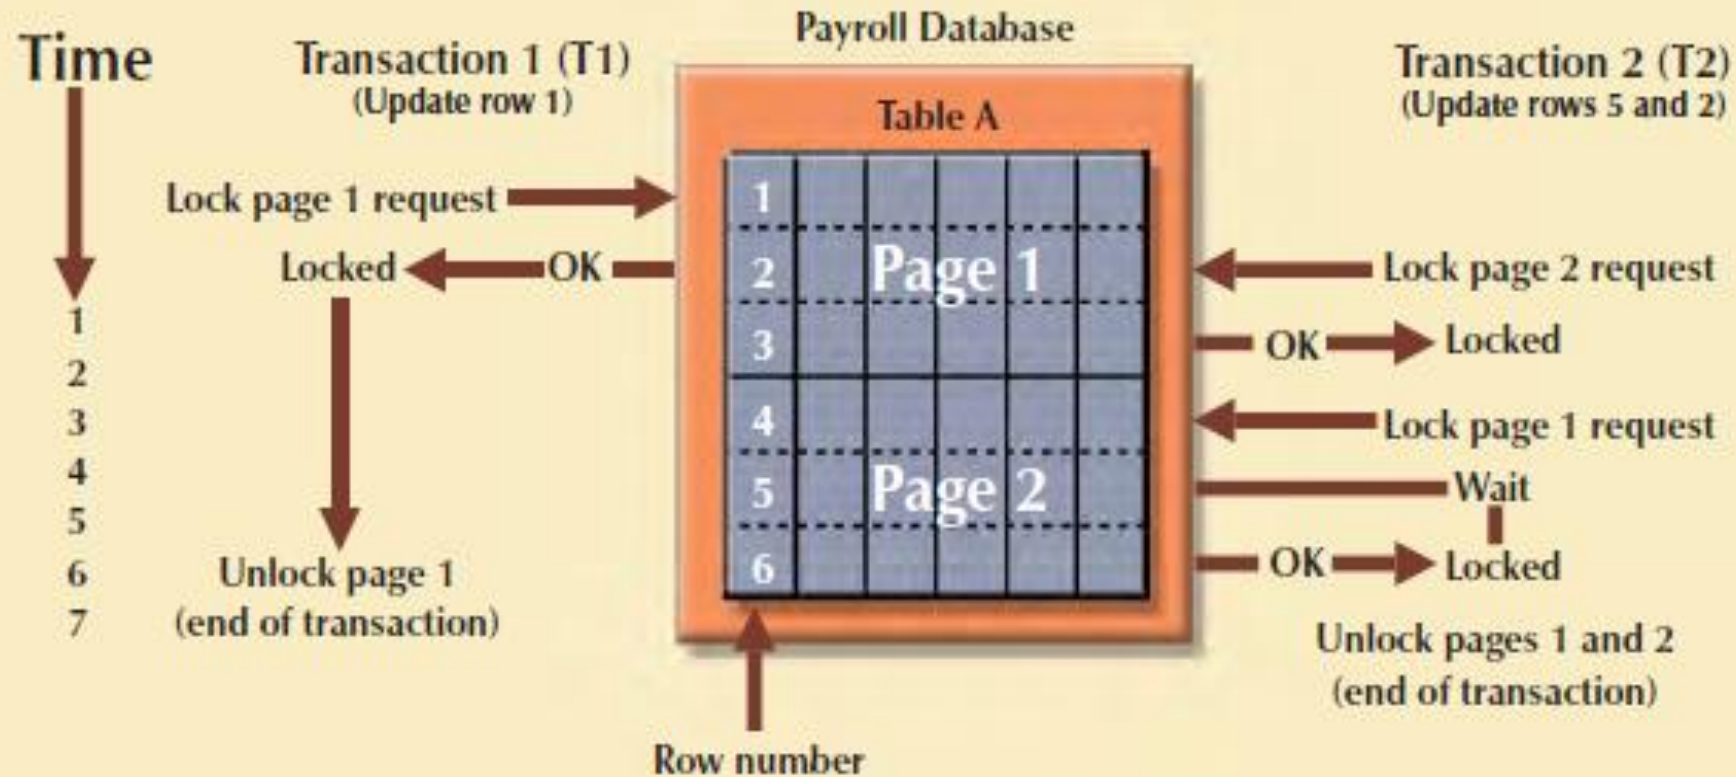 Payroll Database
Time
Transaction 1 (T1)
(Update row 1)
Transaction 2 (T2)
(Update rows 5 and 2)
Table A
Lock page 1 request
Locked
OK
1
2
3
4
5
6
7
Unlock page 1
(end of transaction)
1
2
3
4
5
6
Page 1
Page 2
Lock page 2 request
OK
Locked
Lock page 1 request
Wait
OK
Locked
Unlock pages 1 and 2
(end of transaction)
Row number